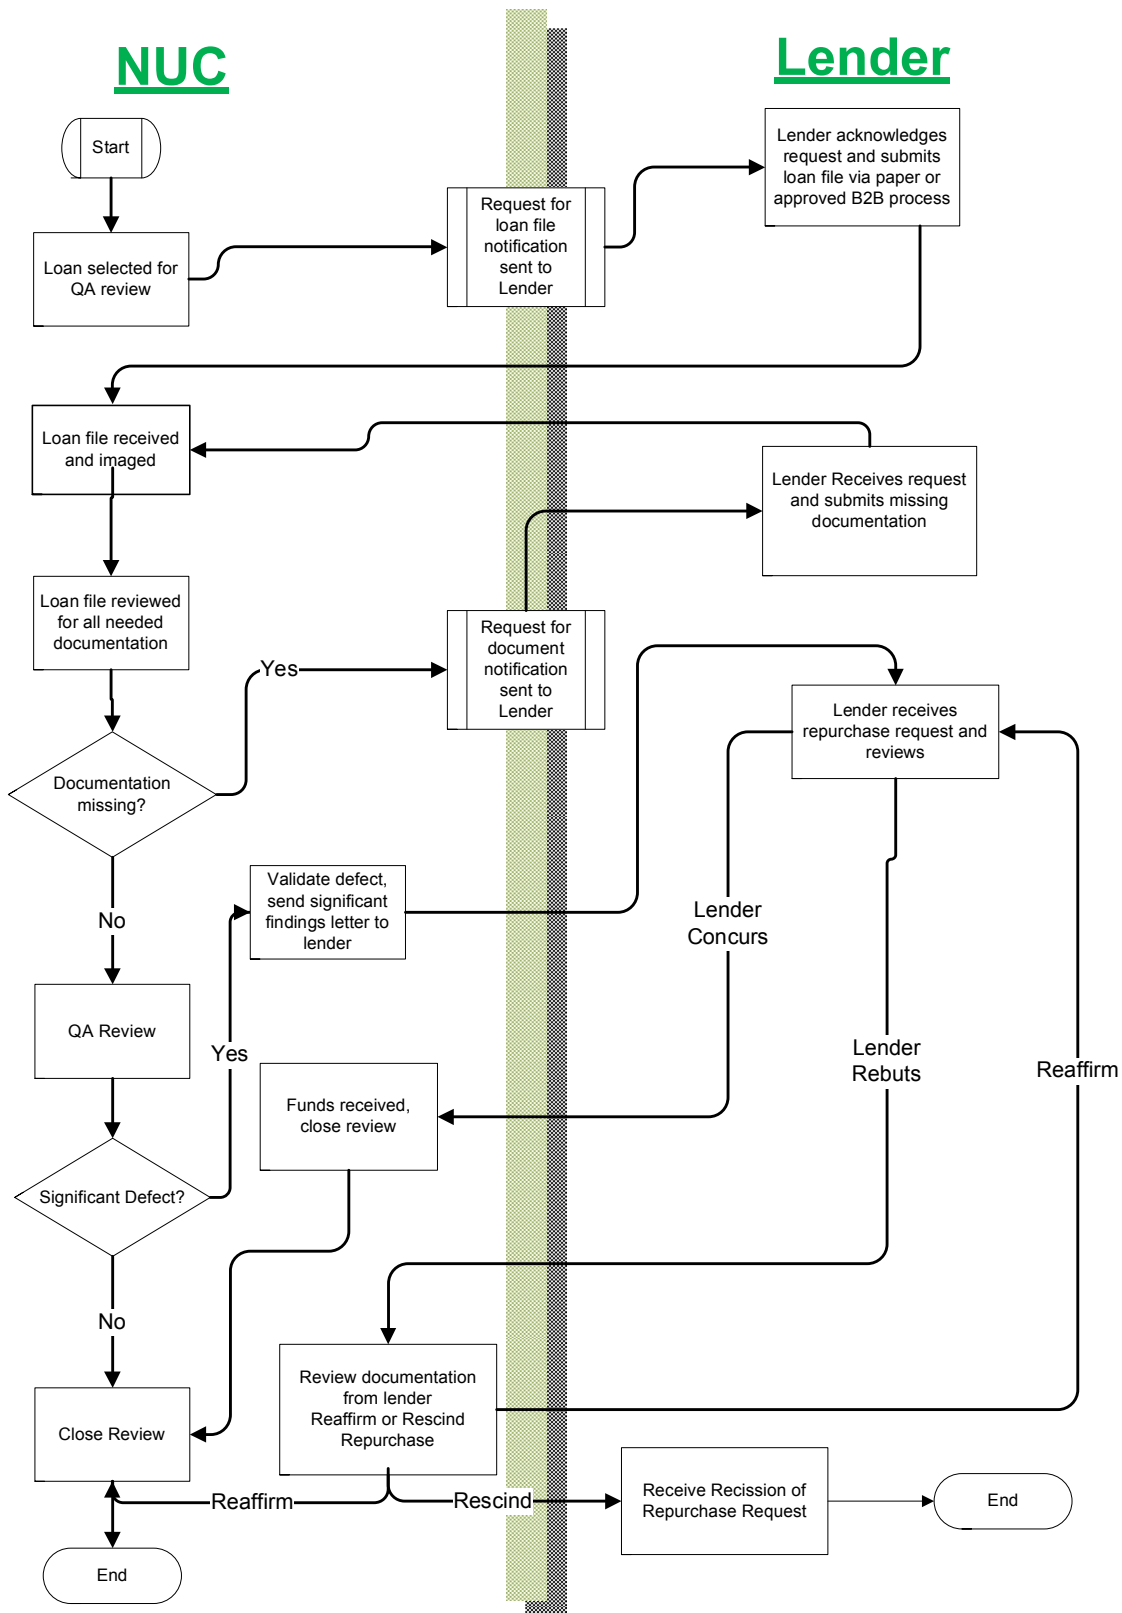 NUC
Lender
Start
Lender acknowledges
request and submits
loan file via paper or
approved B2B process
Request for
loan file
notification
sent to
Lender
Loan selected for
QA review
Loan file received
and imaged
Lender Receives request
and submits missing
documentation
Loan file reviewed
for all needed
documentation
Request for
document
notification
sent to
Lender
Yes
Lender receives
repurchase request and
reviews
Documentation
missing?
Validate defect,
send significant
findings letter to
lender
No
Lender
Concurs
QA Review
Yes
Lender
Rebuts
Reaffirm
Funds received,
close review
Significant Defect?
No
Review documentation
from lender
Reaffirm or Rescind
Repurchase
Close Review
Reaffirm
Rescind
Receive Recission of
Repurchase Request
End
End